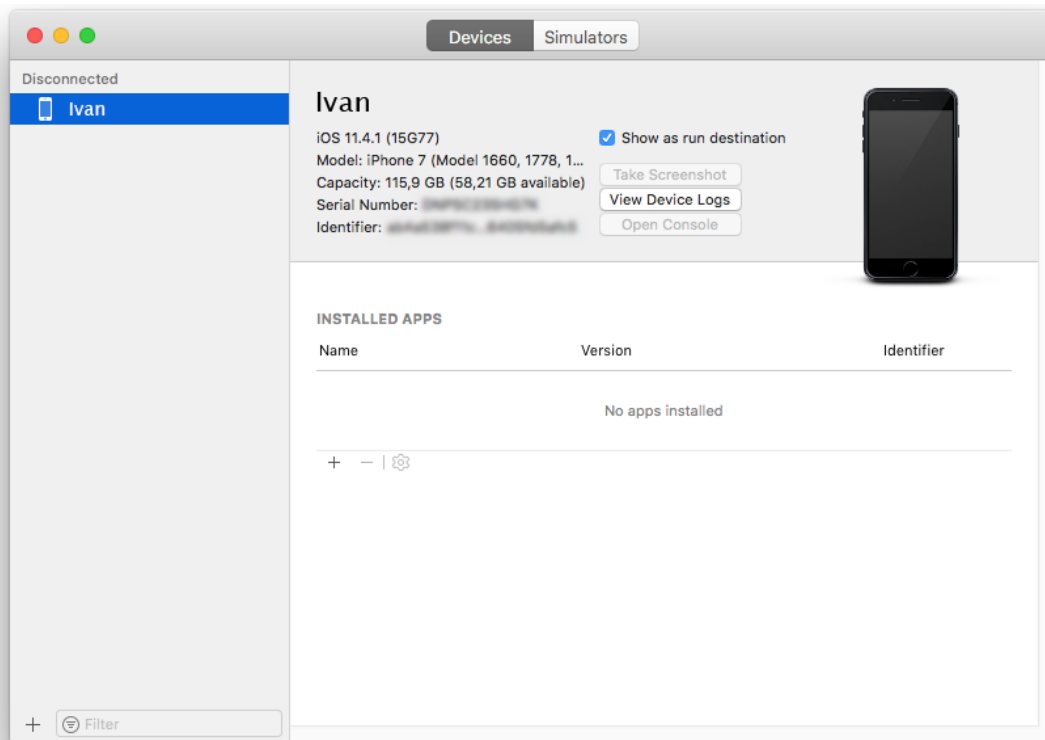 Devices Simulators
Disconnected
Ivan
Ivan
iOS 11.4.1 (15G77)
Model: iPhone 7 (Model 1660, 1778, 1...
Capacity: 115,9 GB (58,21 GB available)
Serial Number:
Identifier:
Show as run destination
Take Screenshot
View Device Logs
Open Console
INSTALLED APPS
Name Version Identifier
No apps installed
Filter